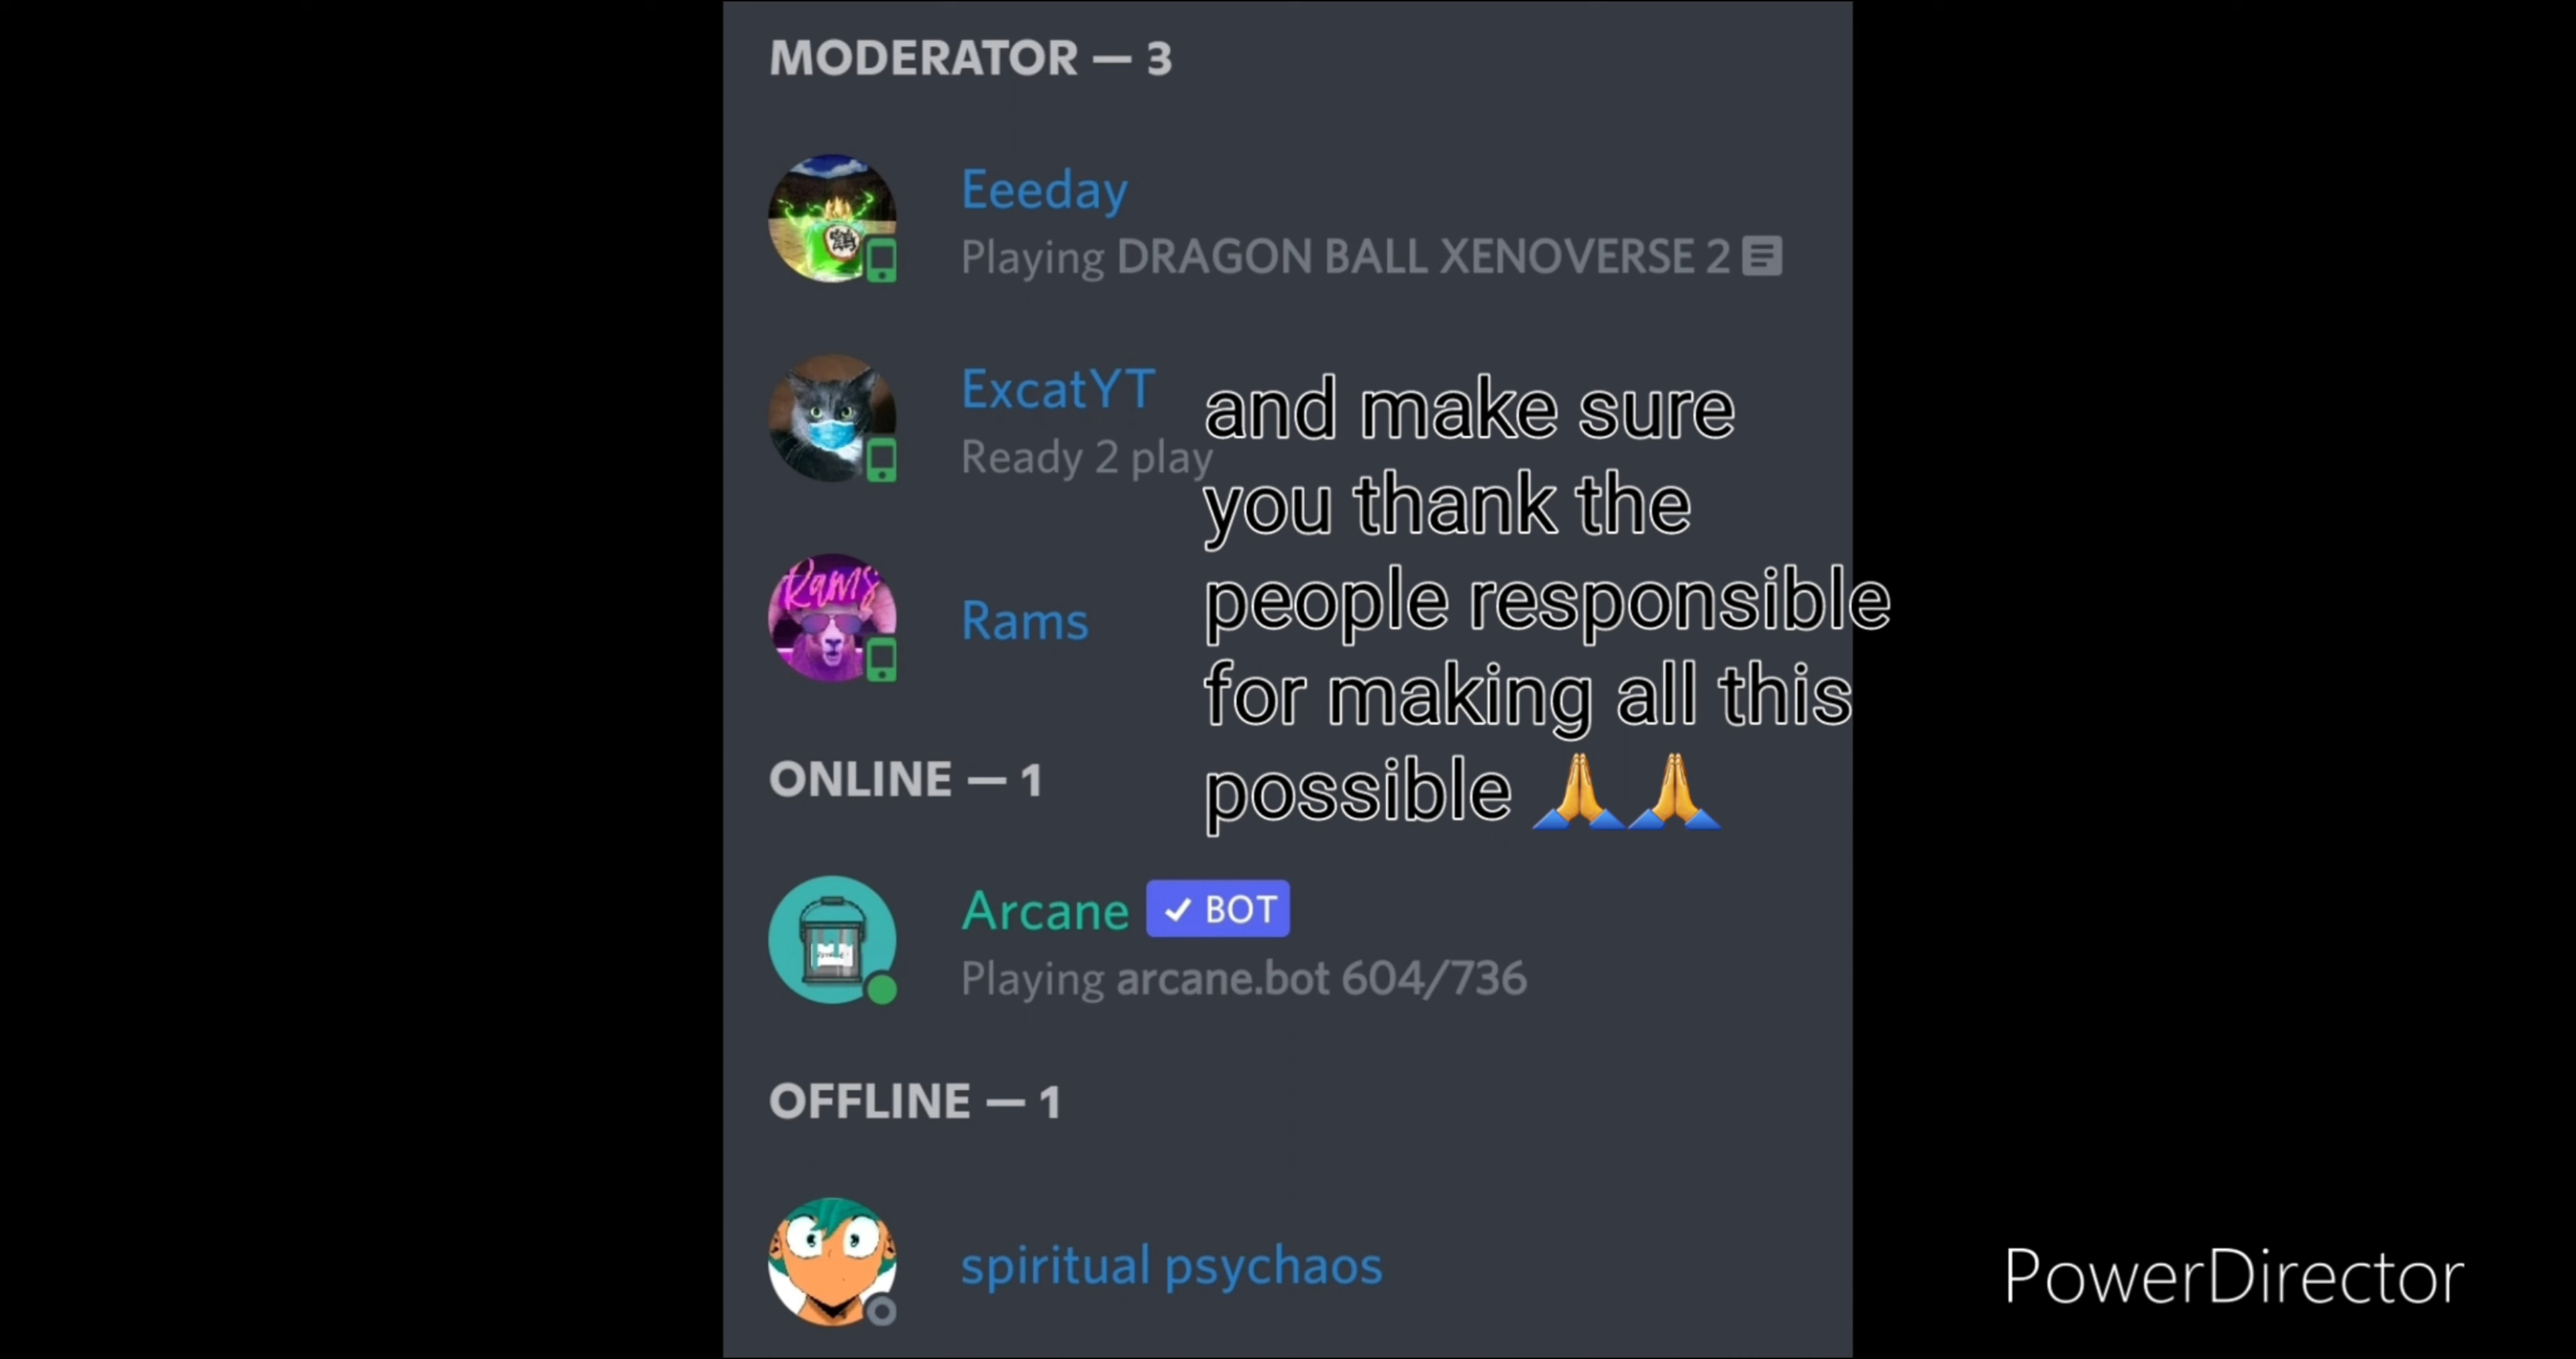 MODERATOR — 3
Eeeday
Playing DRAGON BALL XENOVERSE 2
ExcatYT
Ready 2 play
Rams
Rams
and make sure
you thank the
people responsible
for making all this
possible 🙏🙏
ONLINE — 1
Arcane ✓ BOT
Playing arcane.bot 604/736
OFFLINE — 1
spiritual psychaos
PowerDirector